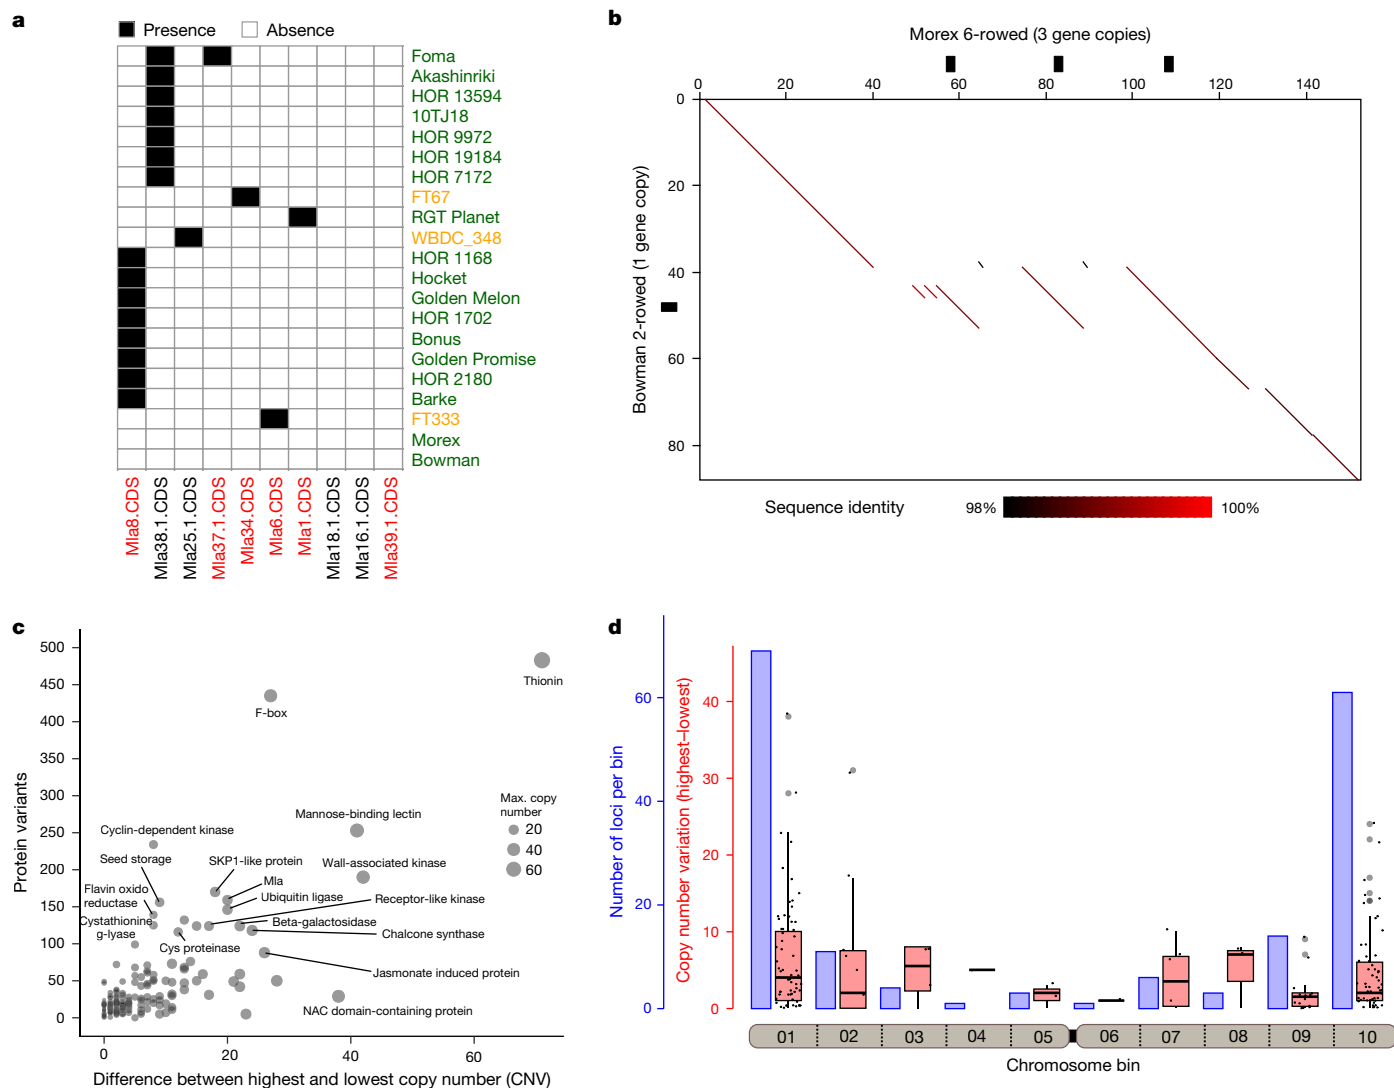 a
Presence
Absence
Foma
Akashinriki
HOR 13594
10TJ18
HOR 9972
HOR 19184
HOR 7172
FT67
RGT Planet
WBDC_348
HOR 1168
Hocket
Golden Melon
HOR 1702
Bonus
Golden Promise
HOR 2180
Barke
FT333
Morex
Bowman
Mla8.CDS
Mla38.1.CDS
Mla25.1.CDS
Mla37.1.CDS
Mla34.CDS
Mla6.CDS
Mla1.CDS
Mla18.1.CDS
Mla16.1.CDS
Mla39.1.CDS
b
Morex 6-rowed (3 gene copies)
0 20 40 60 80 100 120 140
Bowman 2-rowed (1 gene copy)
0
20
40
60
80
Sequence identity 98% 100%
c
Protein variants
500
450
400
350
300
250
200
150
100
50
0
Thionin
F-box
Max. copy
number
20
40
60
Mannose-binding lectin
Cyclin-dependent kinase
Seed storage
SKP1-like protein
Wall-associated kinase
Mla
Flavin oxido
reductase
Ubiquitin ligase
Receptor-like kinase
Cystathionine
g-lyase
Beta-galactosidase
Chalcone synthase
Cys proteinase
Jasmonate induced protein
NAC domain-containing protein
0 20 40 60
Difference between highest and lowest copy number (CNV)
d
Number of loci per bin
60
40
20
0
Copy number variation (highest–lowest)
40
30
20
10
0
01 02 03 04 05 06 07 08 09 10
Chromosome bin